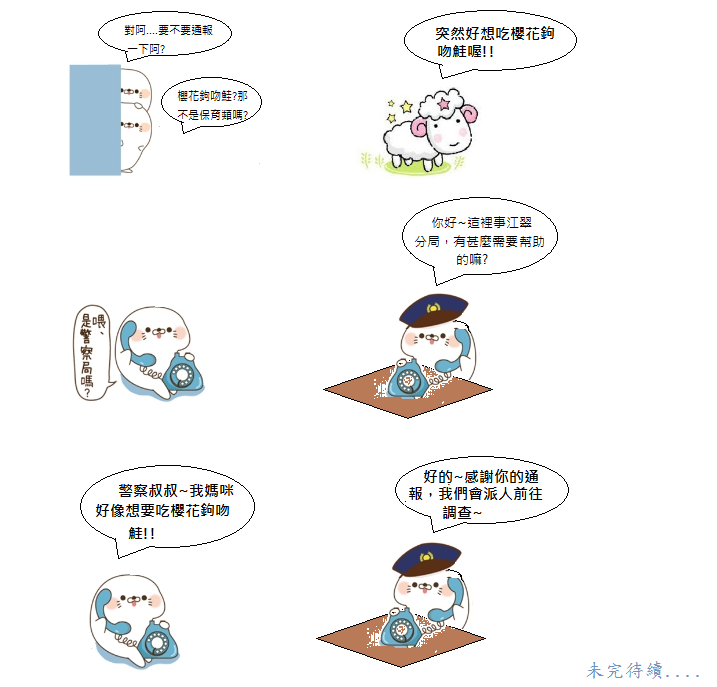 對阿....要不要通報
一下阿?
櫻花鉤吻鮭?那
不是保育類嗎?
突然好想吃櫻花鉤
吻鮭喔!!
喂、
是警察局嗎?
你好~這裡事江翠
分局，有甚麼需要幫助
的嘛?
警察叔叔~我媽咪
好像想要吃櫻花鉤吻
鮭!!
好的~感謝你的通
報，我們會派人前往
調查~
未完待續....